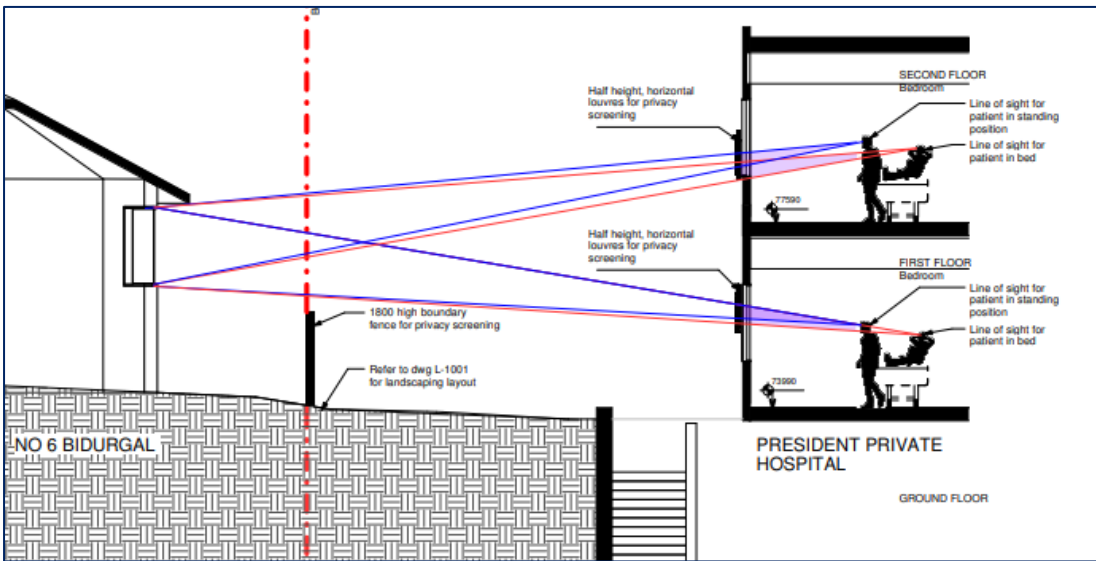 SECOND FLOOR
Bedroom
Half height, horizontal
louvres for privacy
screening
Line of sight for
patient in standing
position
Line of sight for
patient in bed
77590
Half height, horizontal
louvres for privacy
screening
FIRST FLOOR
Bedroom
Line of sight for
patient in standing
position
Line of sight for
patient in bed
1800 high boundary
fence for privacy screening
Refer to dwg L-1001
for landscaping layout
73990
NO 6 BIDURGAL
PRESIDENT PRIVATE
HOSPITAL
GROUND FLOOR